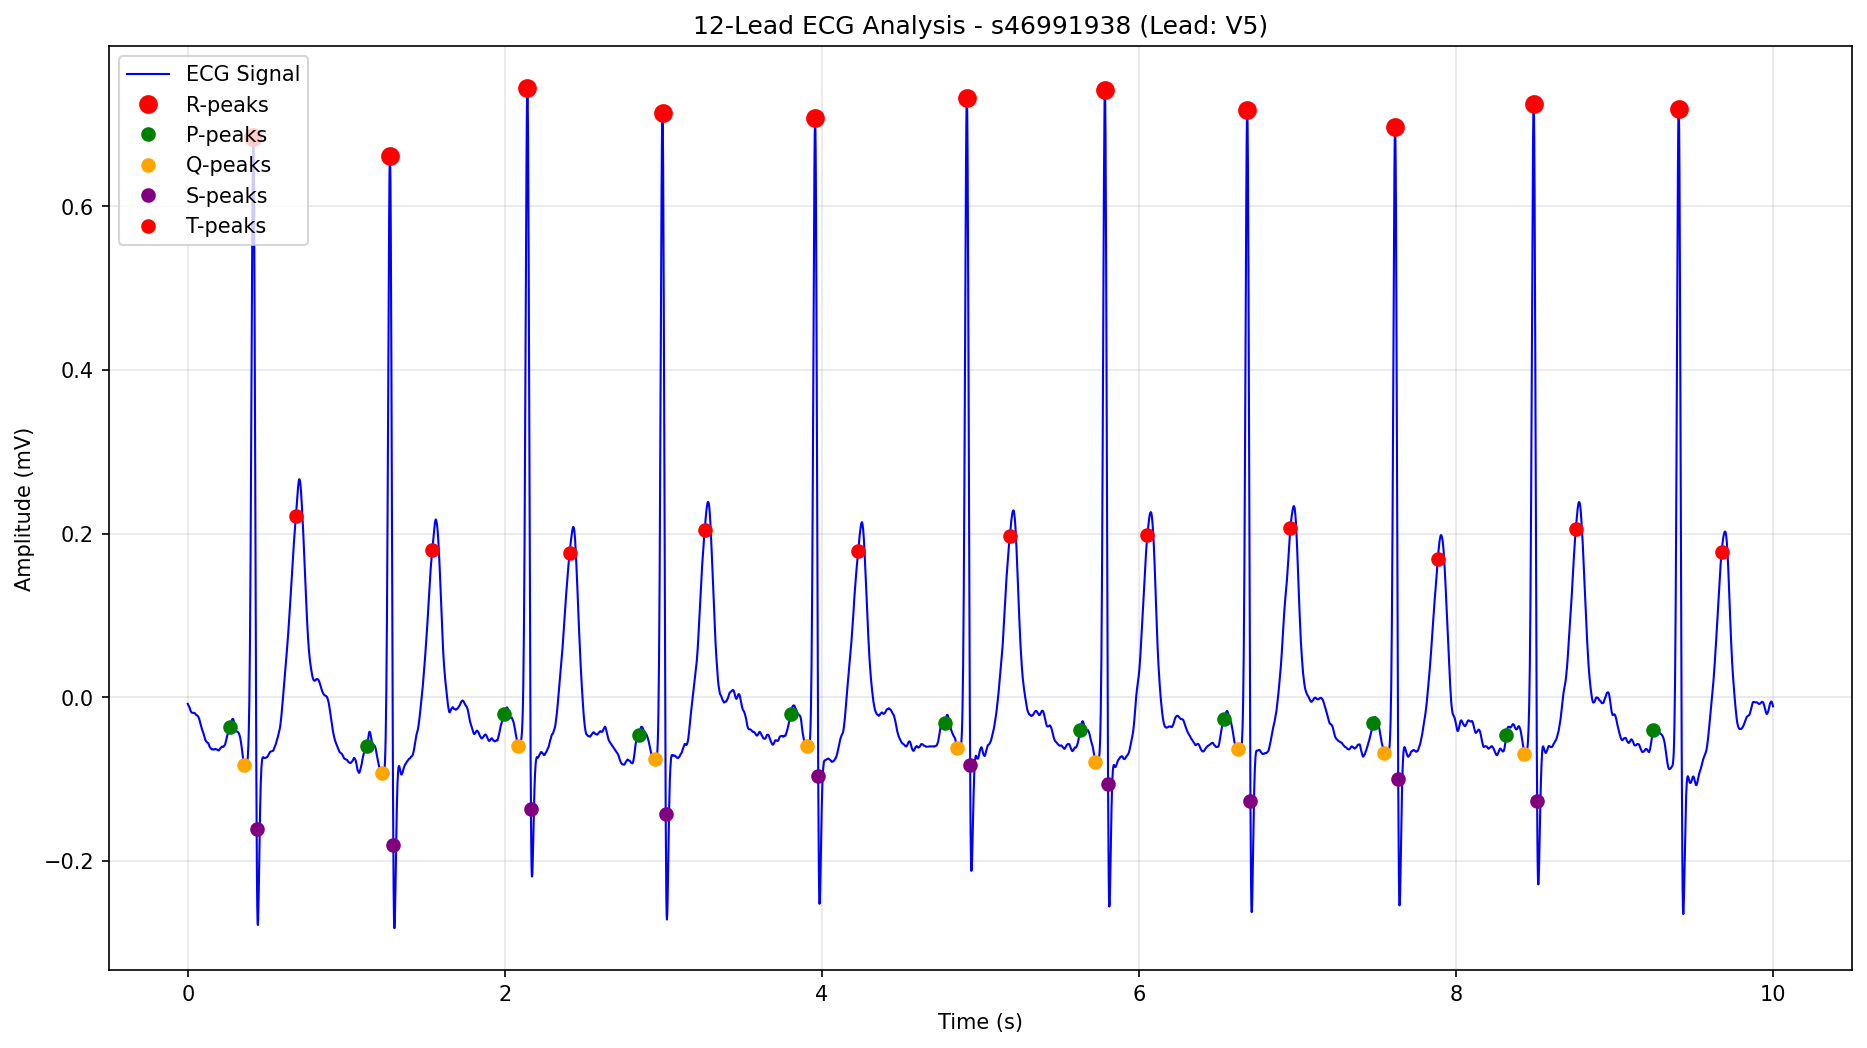 12-Lead ECG Analysis - s46991938 (Lead: V5)
ECG Signal
R-peaks
P-peaks
Q-peaks
S-peaks
T-peaks
Amplitude (mV)
0.6
0.4
0.2
0.0
−0.2
0 2 4 6 8 10
Time (s)